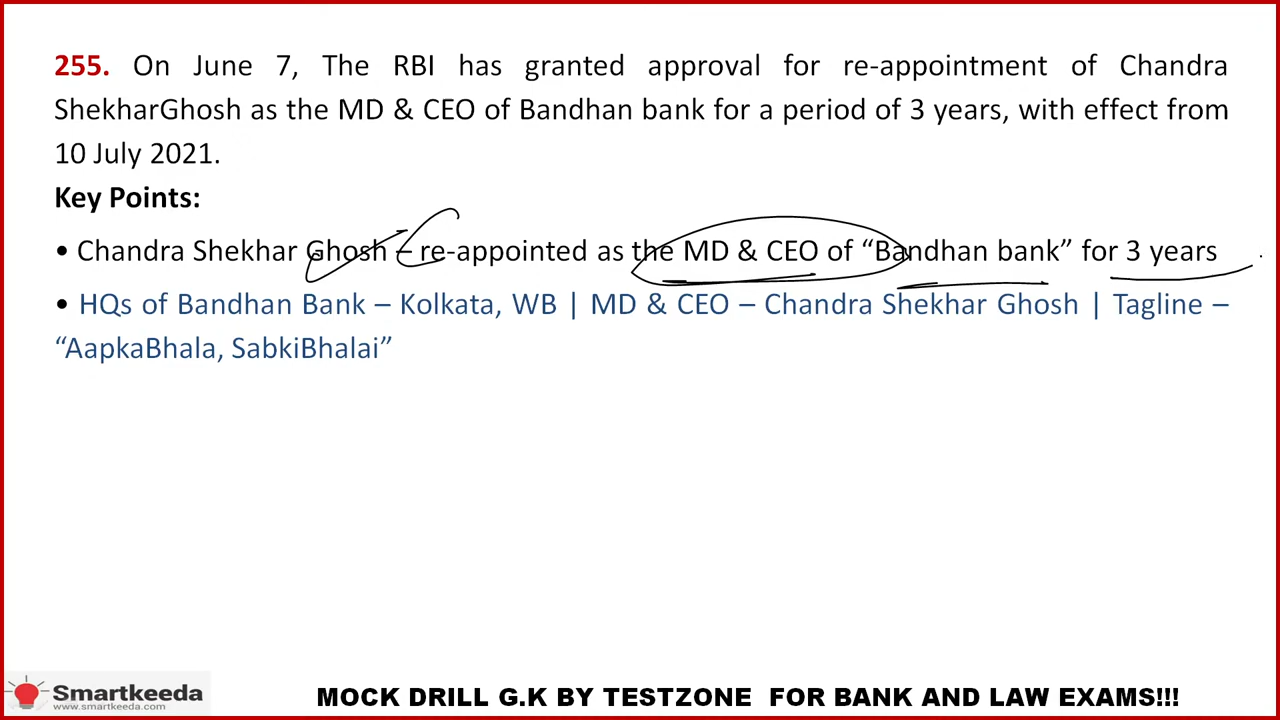 255. On June 7, The RBI has granted approval for re-appointment of Chandra
ShekharGhosh as the MD & CEO of Bandhan bank for a period of 3 years, with effect from
10 July 2021.
Key Points:
• Chandra Shekhar Ghosh – re-appointed as the MD & CEO of “Bandhan bank” for 3 years
• HQs of Bandhan Bank – Kolkata, WB | MD & CEO – Chandra Shekhar Ghosh | Tagline –
“AapkaBhala, SabkiBhalai”
Smartkeeda
www.smartkeeda.com
MOCK DRILL G.K BY TESTZONE FOR BANK AND LAW EXAMS!!!